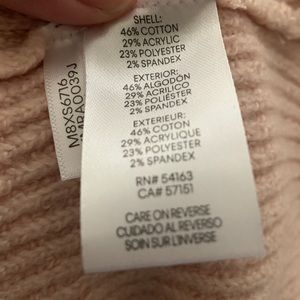 SHELL:
46% COTTON
29% ACRYLIC
23% POLYESTER
2% SPANDEX
EXTERIOR:
46% ALGODON
29% ACRILICO
23% POLIÉSTER
2% SPANDEX
EXTERIEUR:
46% COTON
29% ACRYLIQUE
23% POLYESTER
2% SPANDEX
RN# 54163
CA# 57151
CARE ON REVERSE
CUIDADO AL REVERSO
SOIN SUR L'INVERSE
M8XS6716